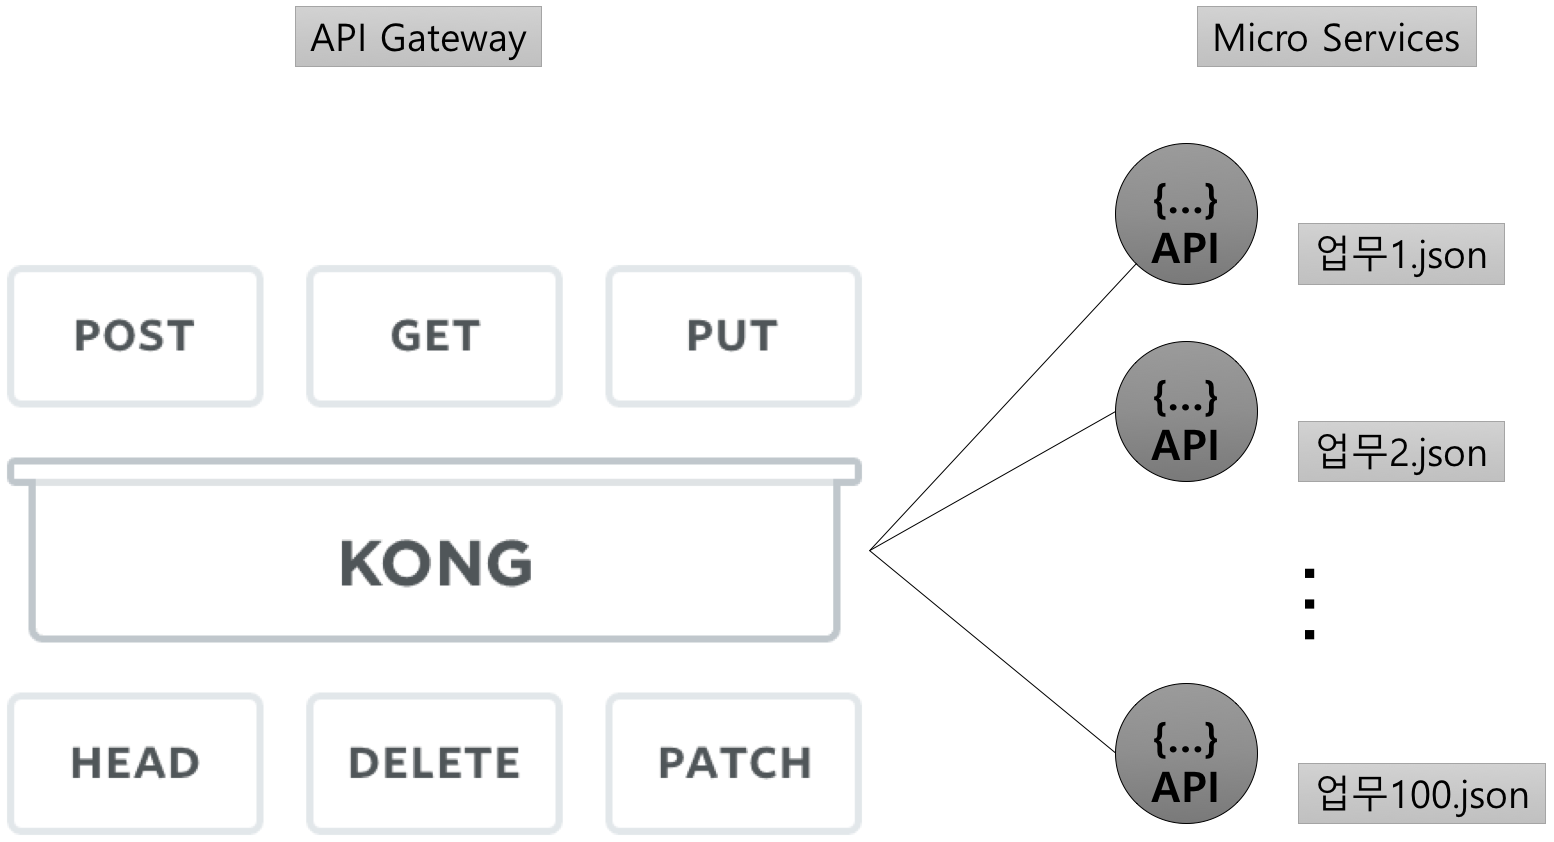 API Gateway
Micro Services
POST
GET
PUT
KONG
HEAD
DELETE
PATCH
{...}
API
업무1.json
{...}
API
업무2.json
{...}
API
업무100.json